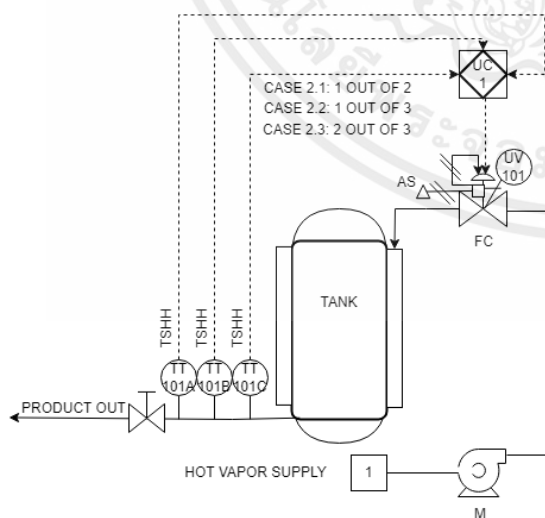 UC
1
CASE 2.1: 1 OUT OF 2
CASE 2.2: 1 OUT OF 3
CASE 2.3: 2 OUT OF 3
UV
101
AS
FC
TANK
TSHH
TSHH
TSHH
TT
101A
TT
101B
TT
101C
PRODUCT OUT
HOT VAPOR SUPPLY
1
M